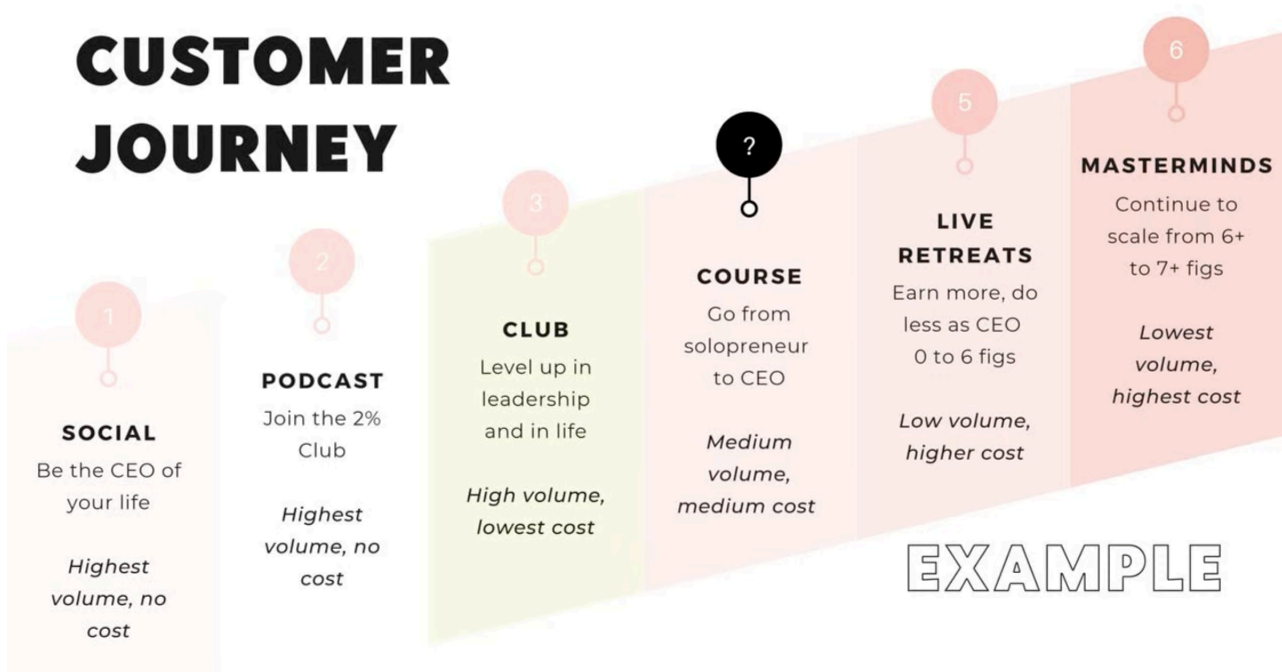 CUSTOMER
JOURNEY
1
SOCIAL
Be the CEO of
your life
Highest
volume, no
cost
2
PODCAST
Join the 2%
Club
Highest
volume, no
cost
3
CLUB
Level up in
leadership
and in life
High volume,
lowest cost
?
COURSE
Go from
solopreneur
to CEO
Medium
volume,
medium cost
5
LIVE
RETREATS
Earn more, do
less as CEO
0 to 6 figs
Low volume,
higher cost
6
MASTERMINDS
Continue to
scale from 6+
to 7+ figs
Lowest
volume,
highest cost
EXAMPLE